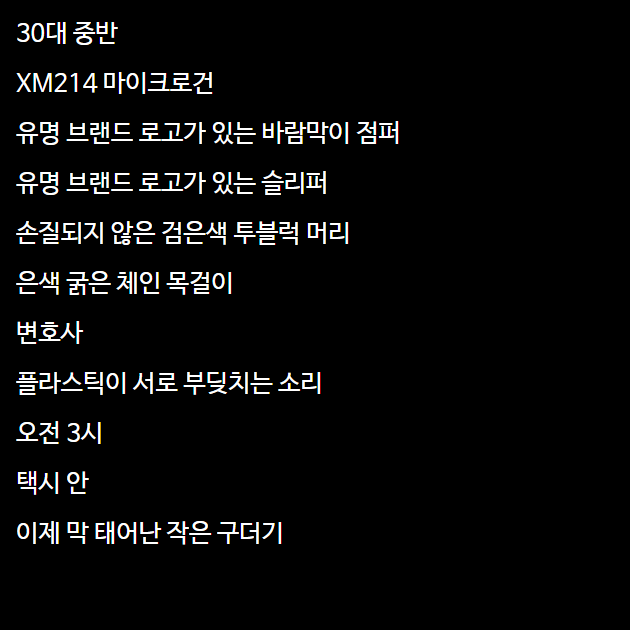 30대 중반
XM214 마이크로건
유명 브랜드 로고가 있는 바람막이 점퍼
유명 브랜드 로고가 있는 슬리퍼
손질되지 않은 검은색 투블럭 머리
은색 굵은 체인 목걸이
변호사
플라스틱이 서로 부딪치는 소리
오전 3시
택시 안
이제 막 태어난 작은 구더기